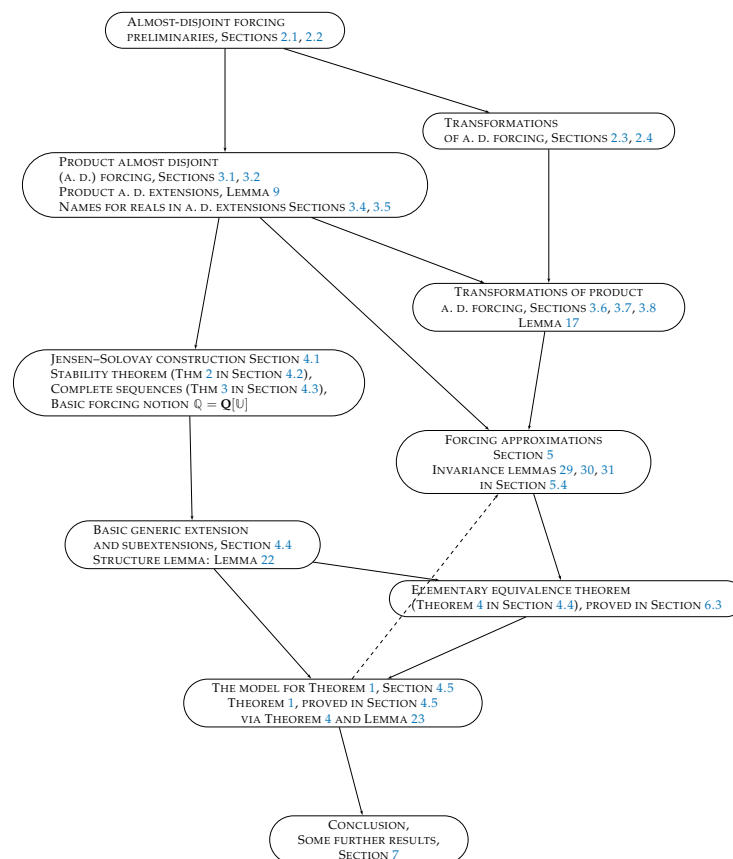 Almost-disjoint forcing
preliminaries, Sections 2.1, 2.2
Transformations
of a. d. forcing, Sections 2.3, 2.4
Product almost disjoint
(a. d.) forcing, Sections 3.1, 3.2
Product a. d. extensions, Lemma 9
Names for reals in a. d. extensions Sections 3.4, 3.5
Transformations of product
a. d. forcing, Sections 3.6, 3.7, 3.8
Lemma 17
Jensen–Solovay construction Section 4.1
Stability theorem (Thm 2 in Section 4.2),
Complete sequences (Thm 3 in Section 4.3),
Basic forcing notion ℚ = 𝐐[𝕌]
Forcing approximations
Section 5
Invariance lemmas 29, 30, 31
in Section 5.4
Basic generic extension
and subextensions, Section 4.4
Structure lemma: Lemma 22
Elementary equivalence theorem
(Theorem 4 in Section 4.4), proved in Section 6.3
The model for Theorem 1, Section 4.5
Theorem 1, proved in Section 4.5
via Theorem 4 and Lemma 23
Conclusion,
Some further results,
Section 7